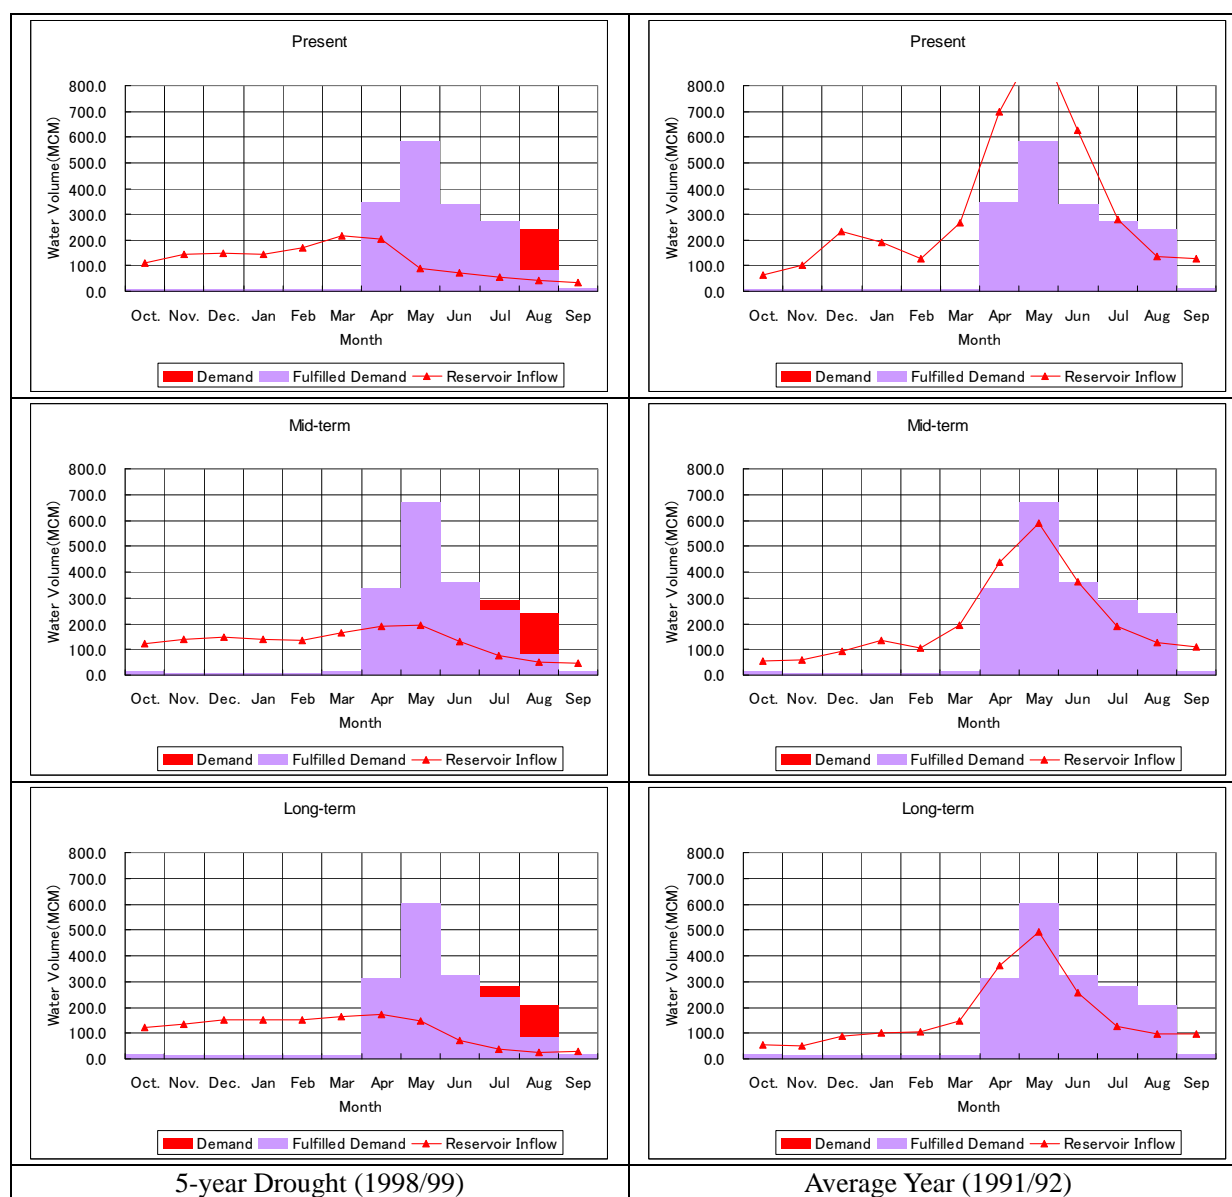 Present
800.0
700.0
600.0
500.0
400.0
300.0
200.0
100.0
0.0
Water Volume(MCM)
Oct. Nov. Dec. Jan Feb Mar Apr May Jun Jul Aug Sep
Month
Demand Fulfilled Demand Reservoir Inflow
Present
800.0
700.0
600.0
500.0
400.0
300.0
200.0
100.0
0.0
Water Volume(MCM)
Oct. Nov. Dec. Jan Feb Mar Apr May Jun Jul Aug Sep
Month
Demand Fulfilled Demand Reservoir Inflow
Mid-term
800.0
700.0
600.0
500.0
400.0
300.0
200.0
100.0
0.0
Water Volume(MCM)
Oct. Nov. Dec. Jan Feb Mar Apr May Jun Jul Aug Sep
Month
Demand Fulfilled Demand Reservoir Inflow
Mid-term
800.0
700.0
600.0
500.0
400.0
300.0
200.0
100.0
0.0
Water Volume(MCM)
Oct. Nov. Dec. Jan Feb Mar Apr May Jun Jul Aug Sep
Month
Demand Fulfilled Demand Reservoir Inflow
Long-term
800.0
700.0
600.0
500.0
400.0
300.0
200.0
100.0
0.0
Water Volume(MCM)
Oct. Nov. Dec. Jan Feb Mar Apr May Jun Jul Aug Sep
Month
Demand Fulfilled Demand Reservoir Inflow
Long-term
800.0
700.0
600.0
500.0
400.0
300.0
200.0
100.0
0.0
Water Volume(MCM)
Oct. Nov. Dec. Jan Feb Mar Apr May Jun Jul Aug Sep
Month
Demand Fulfilled Demand Reservoir Inflow
5-year Drought (1998/99)
Average Year (1991/92)